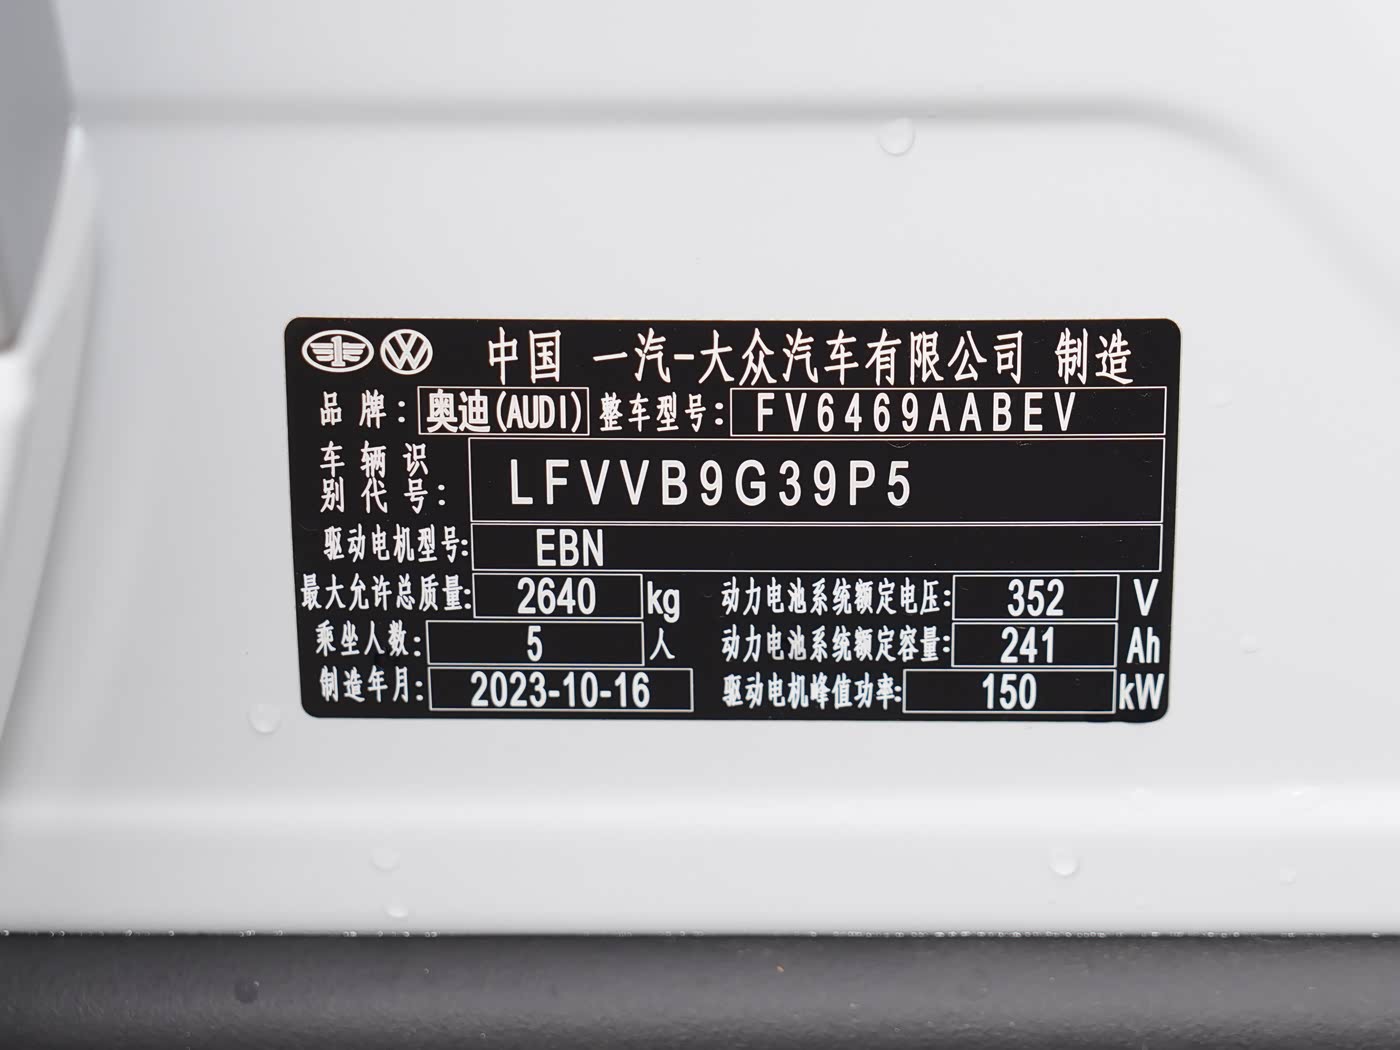 中国 一汽-大众汽车有限公司 制造
品牌: 奥迪(AUDI) 整车型号: FV6469AABEV
车辆识别代号: LFVVB9G39P5
驱动电机型号: EBN
最大允许总质量: 2640 kg 动力电池系统额定电压: 352 V
乘坐人数: 5 人 动力电池系统额定容量: 241 Ah
制造年月: 2023-10-16 驱动电机峰值功率: 150 kW